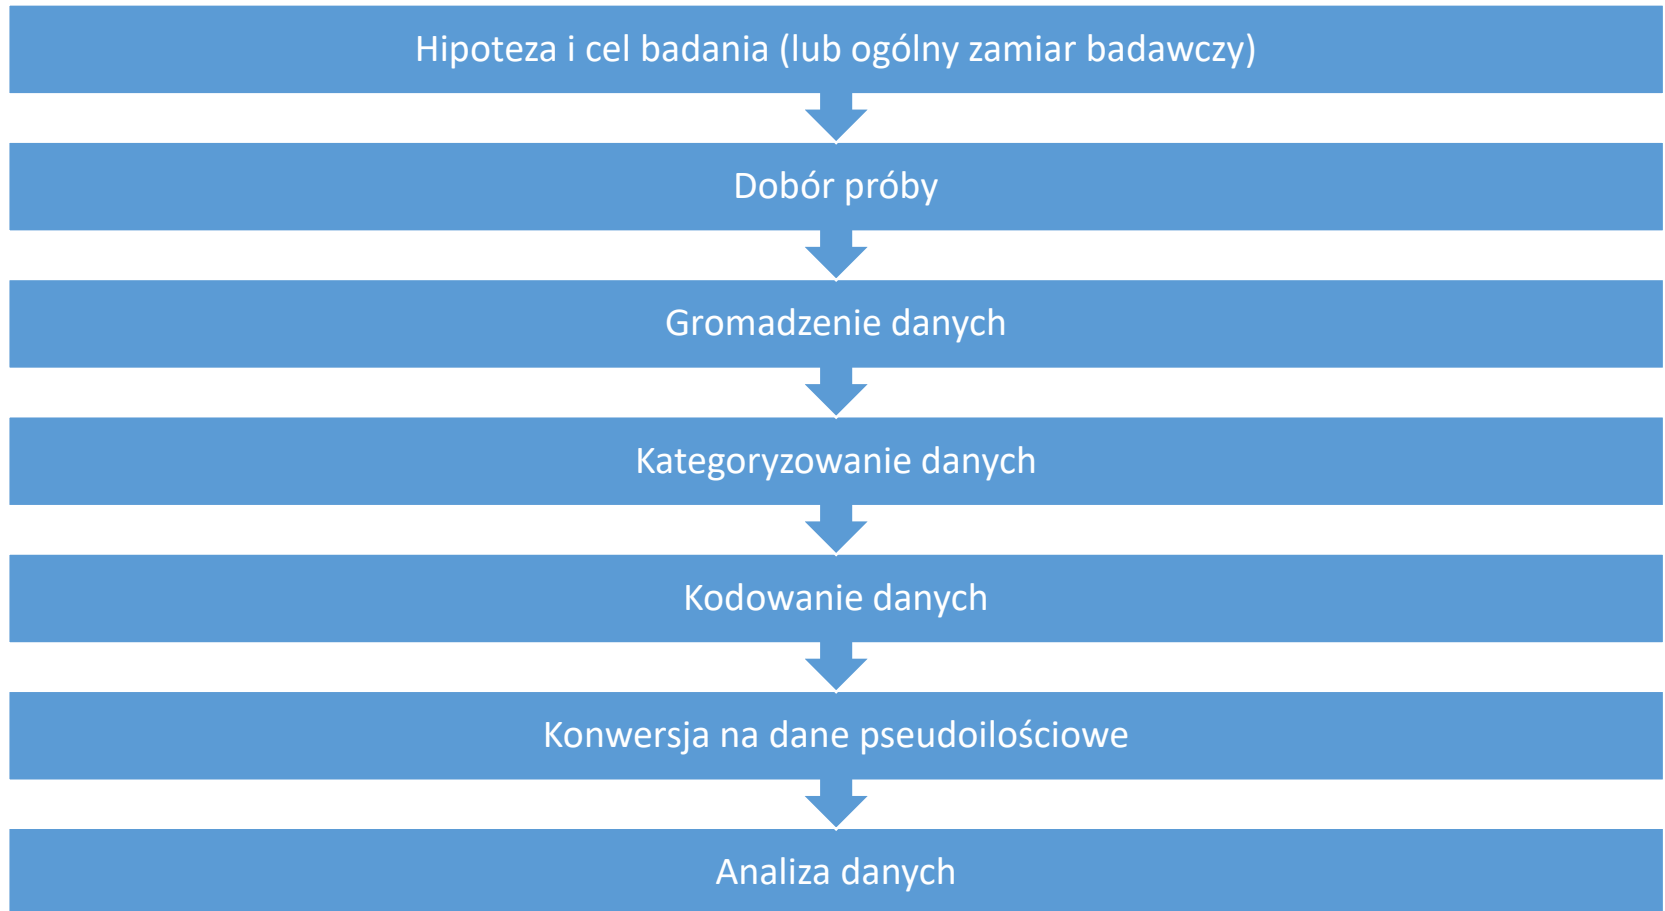 Hipoteza i cel badania (lub ogólny zamiar badawczy)
Dobór próby
Gromadzenie danych
Kategoryzowanie danych
Kodowanie danych
Konwersja na dane pseudoilościowe
Analiza danych